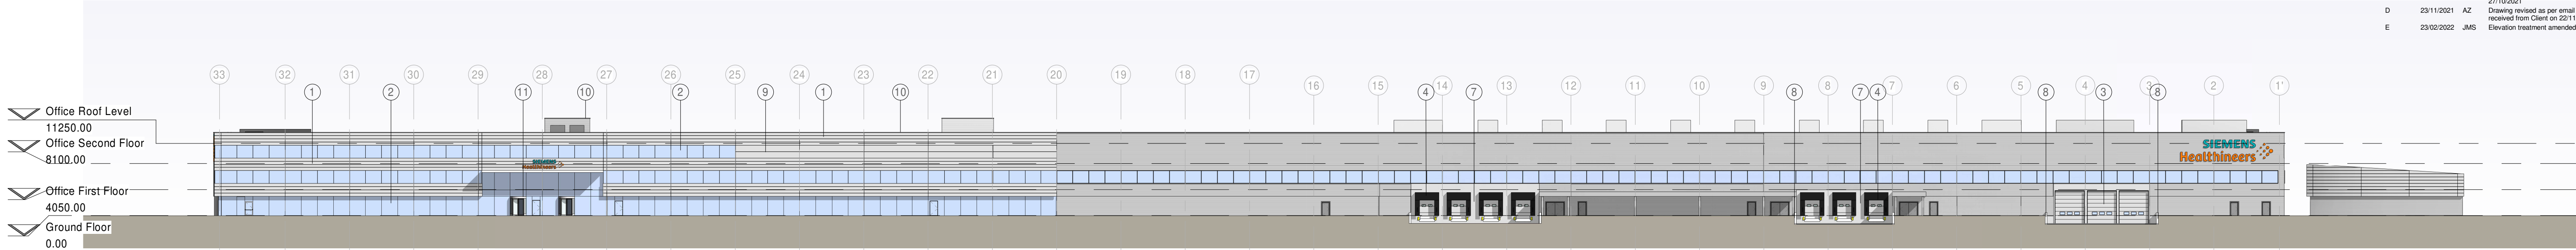 27/10/2021
D 23/11/2021 AZ Drawing revised as per email
received from Client on 22/11
E 23/02/2022 JMS Elevation treatment amended
33 32 31 30 29 28 27 26 25 24 23 22 21 20 19 18 17 16 15 14 13 12 11 10 9 8 7 6 5 4 3 2 1'
1 2 11 10 2 9 1 10 4 7 8 7 4 8 3 8
Office Roof Level
11250.00
Office Second Floor
8100.00
SIEMENS
Healthineers
SIEMENS
Healthineers
Office First Floor
4050.00
Ground Floor
0.00